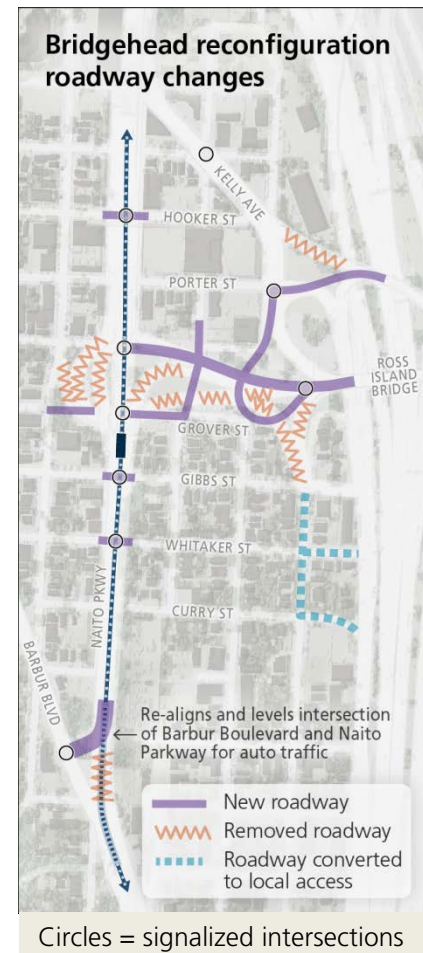 Bridgehead reconfiguration
roadway changes
KELLY AVE
HOOKER ST
PORTER ST
ROSS
ISLAND
BRIDGE
GROVER ST
GIBBS ST
WHITAKER ST
NAITO PKWY
CURRY ST
BARBUR BLVD
Re-aligns and levels intersection
of Barbur Boulevard and Naito
Parkway for auto traffic
New roadway
Removed roadway
Roadway converted
to local access
Circles = signalized intersections